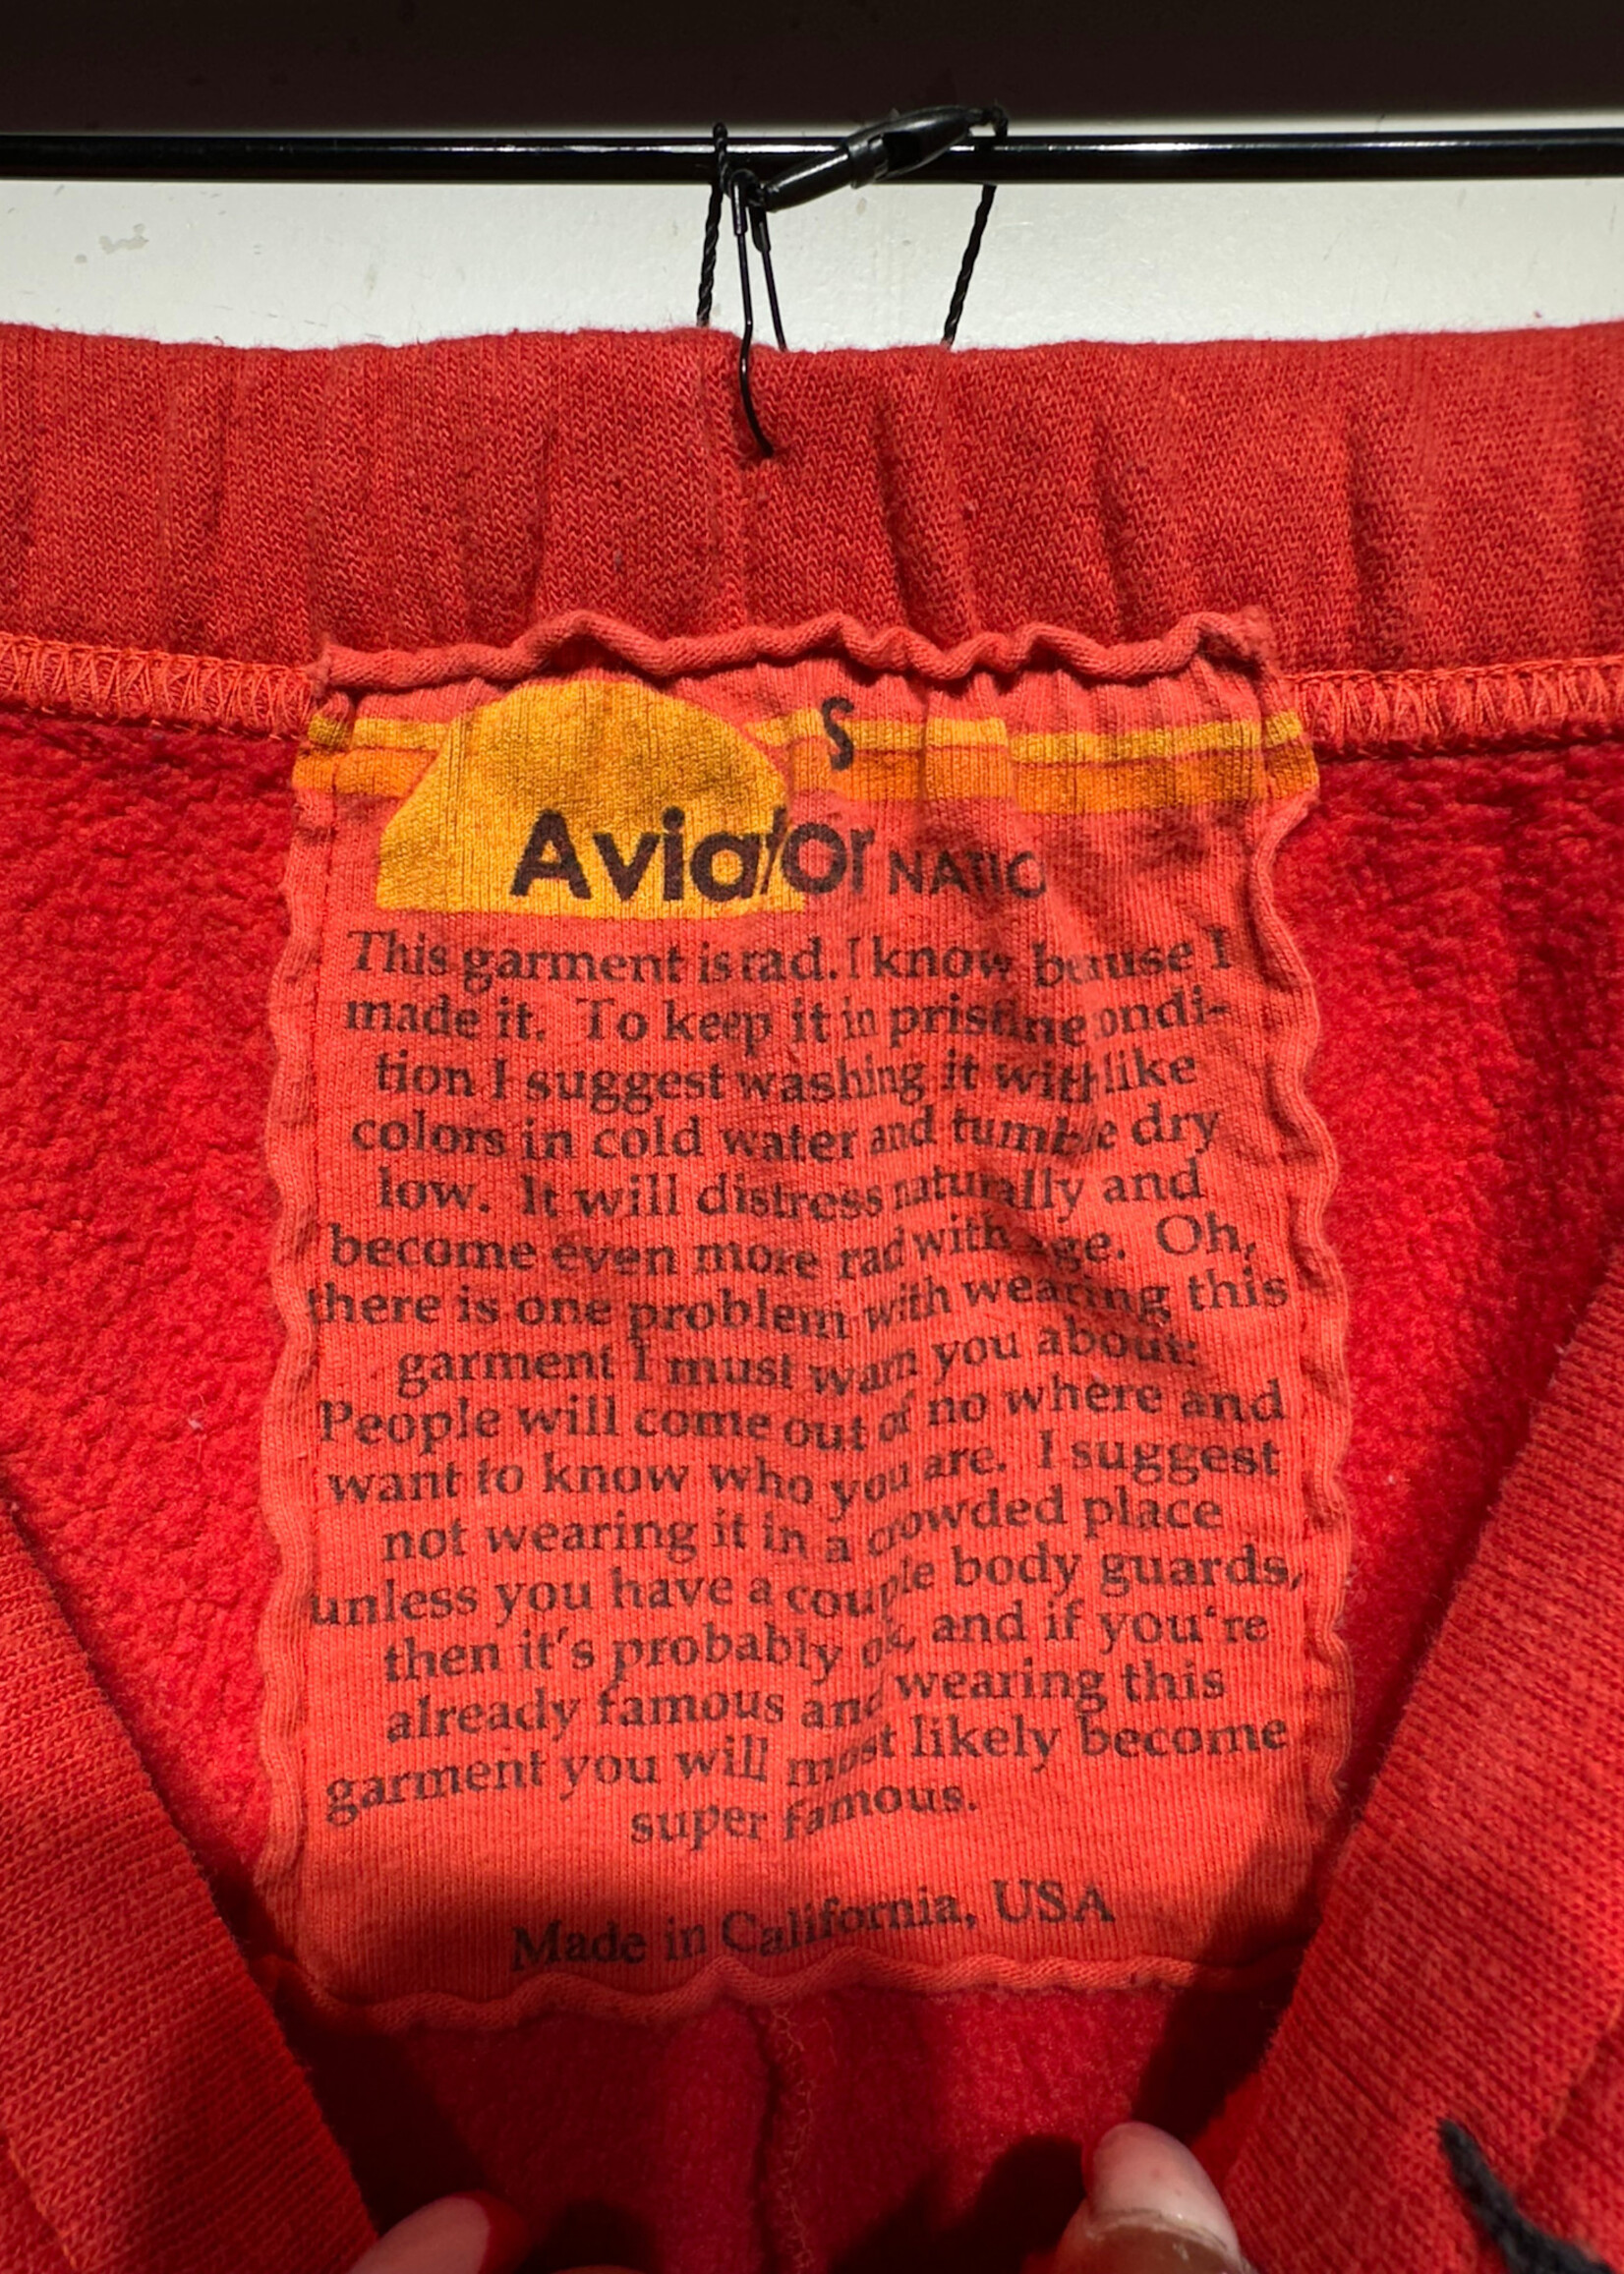 S
Aviator NATIO
This garment is rad. I know because I
made it. To keep it in pristine condi-
tion I suggest washing it with like
colors in cold water and tumble dry
low. It will distress naturally and
become even more rad with age. Oh,
there is one problem with wearing this
garment I must warn you about:
People will come out of no where and
want to know who you are. I suggest
not wearing it in a crowded place
unless you have a couple body guards,
then it's probably ok, and if you're
already famous and wearing this
garment you will most likely become
super famous.
Made in California, USA